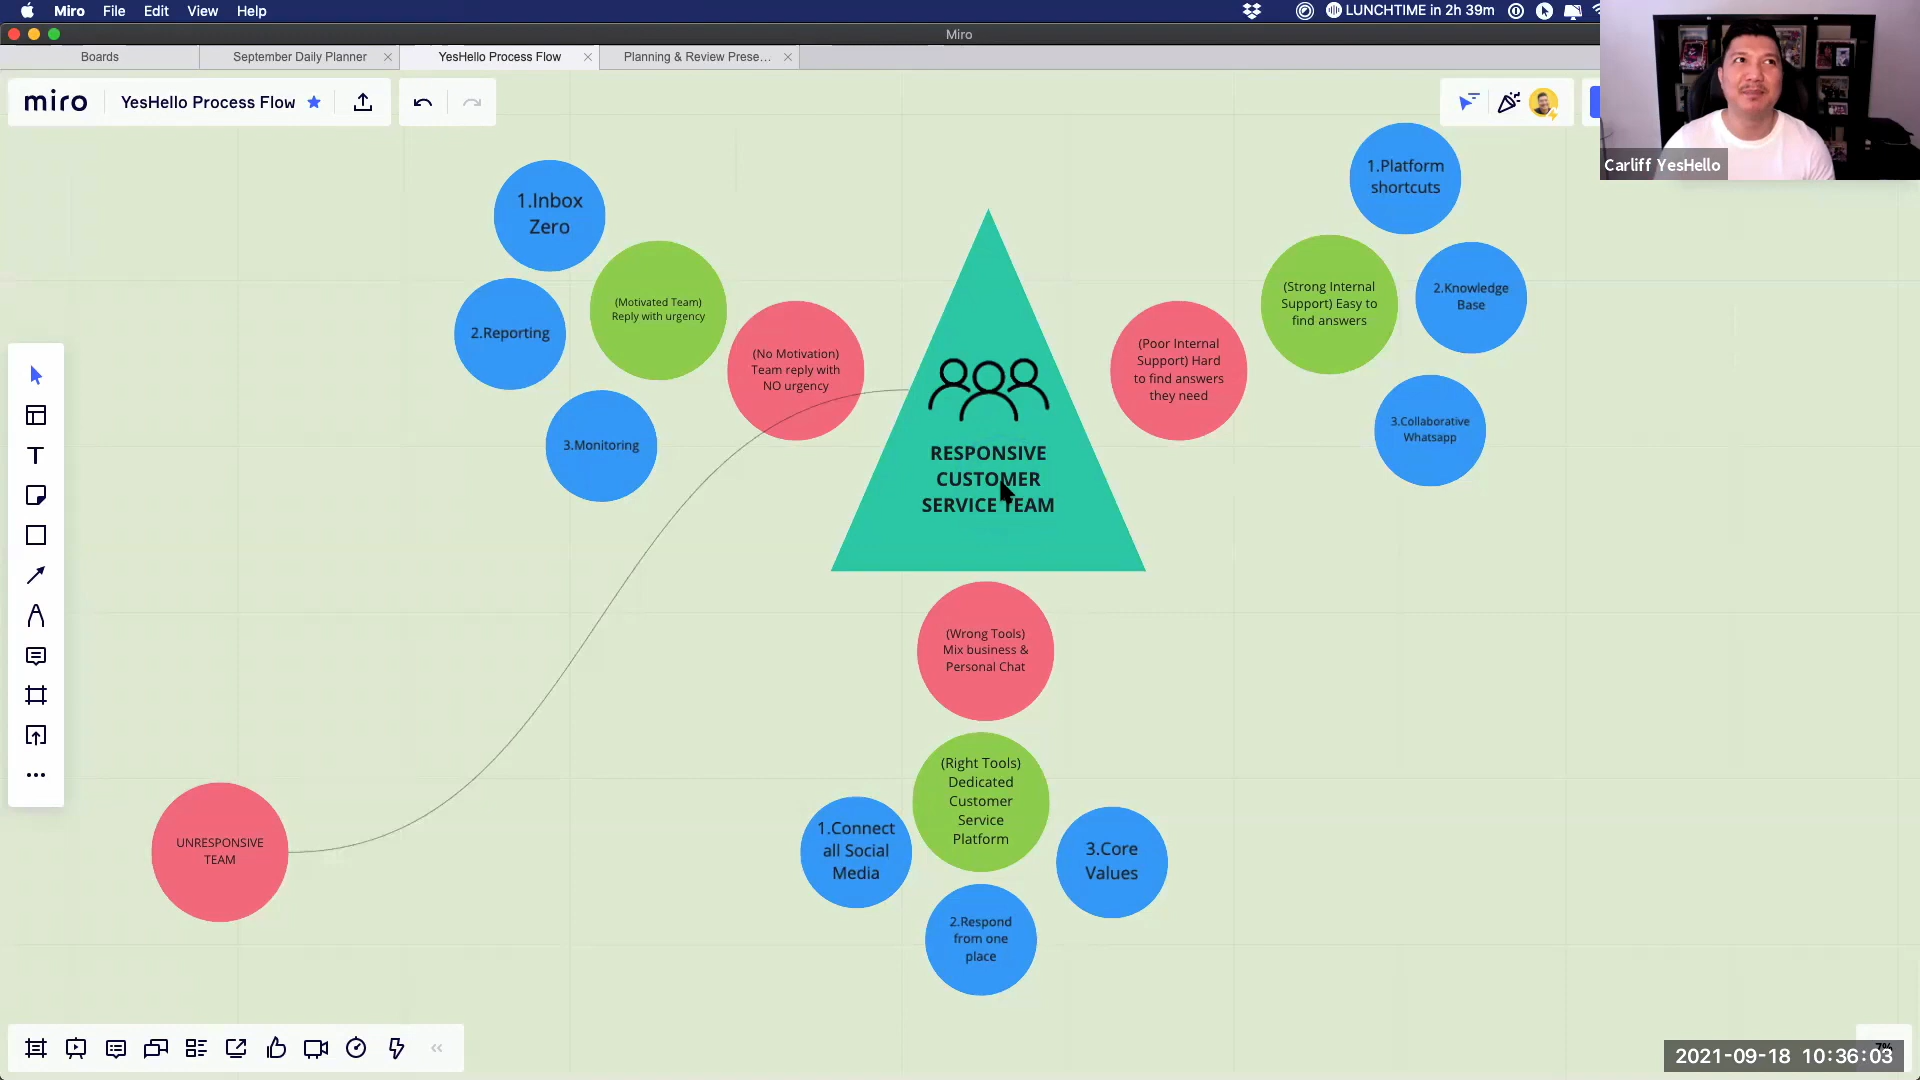 Miro File Edit View Help
LUNCHTIME in 2h 39m
Miro
Boards
September Daily Planner
YesHello Process Flow
Planning & Review Prese...
miro
YesHello Process Flow
Carliff YesHello
1.Inbox
Zero
2.Reporting
3.Monitoring
(Motivated Team)
Reply with urgency
(No Motivation)
Team reply with
NO urgency
RESPONSIVE
CUSTOMER
SERVICE TEAM
(Poor Internal
Support) Hard
to find answers
they need
(Strong Internal
Support) Easy to
find answers
1.Platform
shortcuts
2.Knowledge
Base
3.Collaborative
Whatsapp
(Wrong Tools)
Mix business &
Personal Chat
(Right Tools)
Dedicated
Customer
Service
Platform
1.Connect
all Social
Media
2.Respond
from one
place
3.Core
Values
UNRESPONSIVE
TEAM
2021-09-18 10:36:03